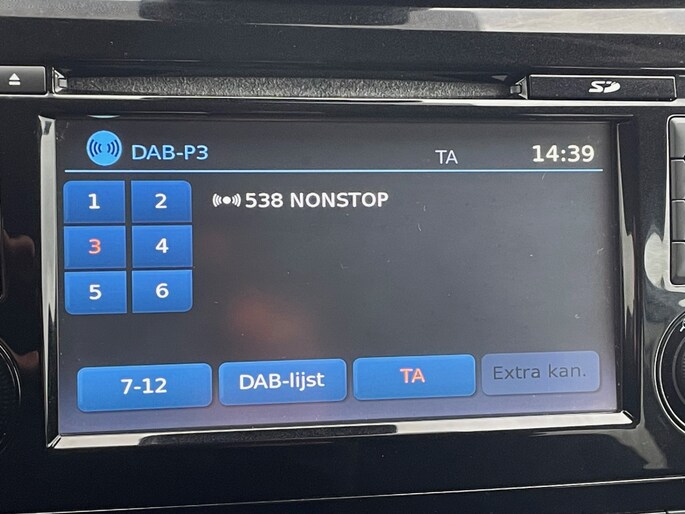 SD
DAB-P3 TA 14:39
1 2 538 NONSTOP
3 4
5 6
7-12 DAB-lijst TA Extra kan.